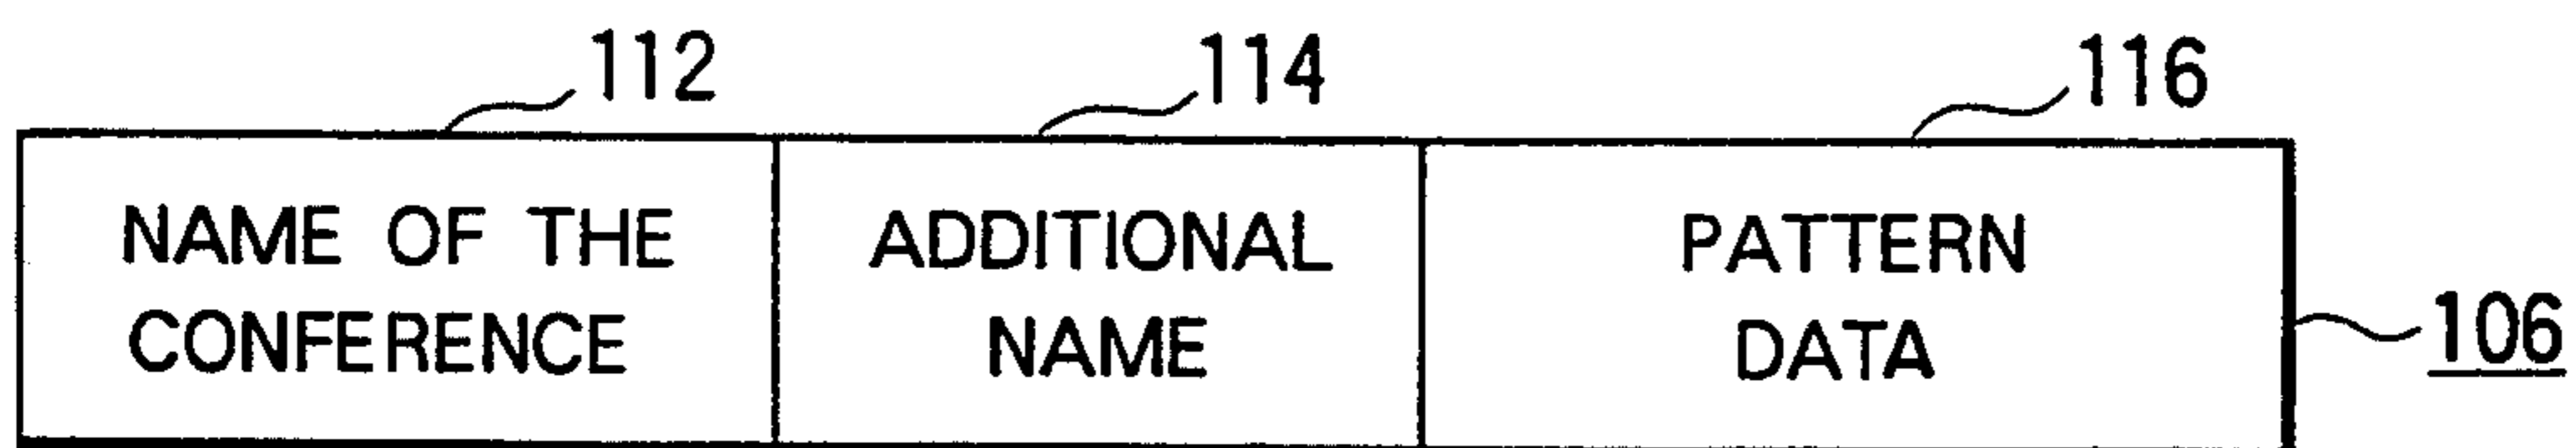 112 114 116
NAME OF THE ADDITIONAL PATTERN
CONFERENCE NAME DATA
106